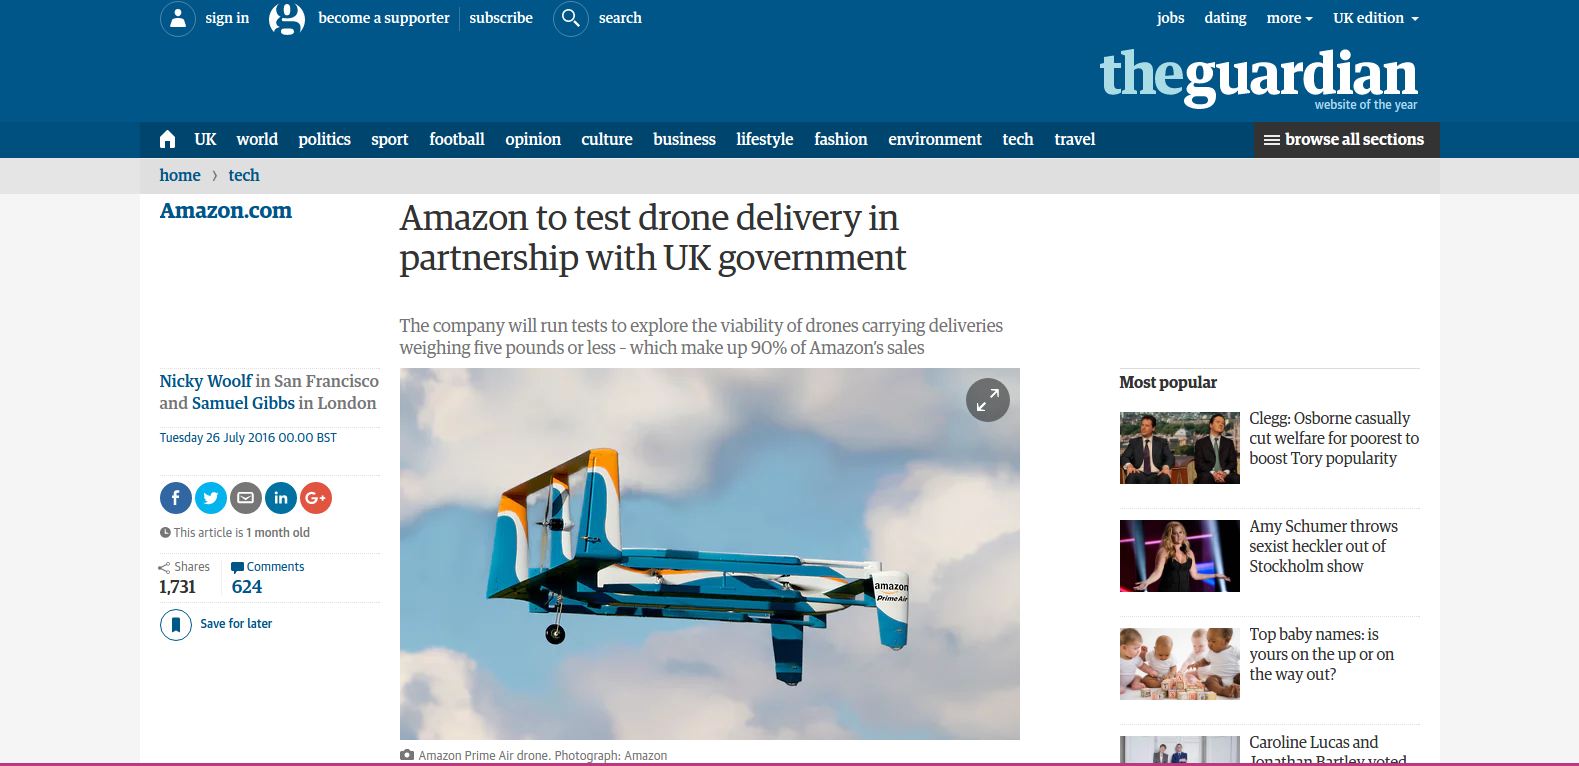 sign in
become a supporter
subscribe
search
jobs
dating
more
UK edition
theguardian
website of the year
UK
world
politics
sport
football
opinion
culture
business
lifestyle
fashion
environment
tech
travel
browse all sections
home
tech
Amazon.com
Amazon to test drone delivery in
partnership with UK government
The company will run tests to explore the viability of drones carrying deliveries
weighing five pounds or less – which make up 90% of Amazon’s sales
Nicky Woolf in San Francisco
and Samuel Gibbs in London
Tuesday 26 July 2016 00.00 BST
This article is 1 month old
Shares
1,731
Comments
624
Save for later
amazon
Prime Air
Amazon Prime Air drone. Photograph: Amazon
Most popular
Clegg: Osborne casually
cut welfare for poorest to
boost Tory popularity
Amy Schumer throws
sexist heckler out of
Stockholm show
Top baby names: is
yours on the up or on
the way out?
Caroline Lucas and
Jonathan Bartley voted